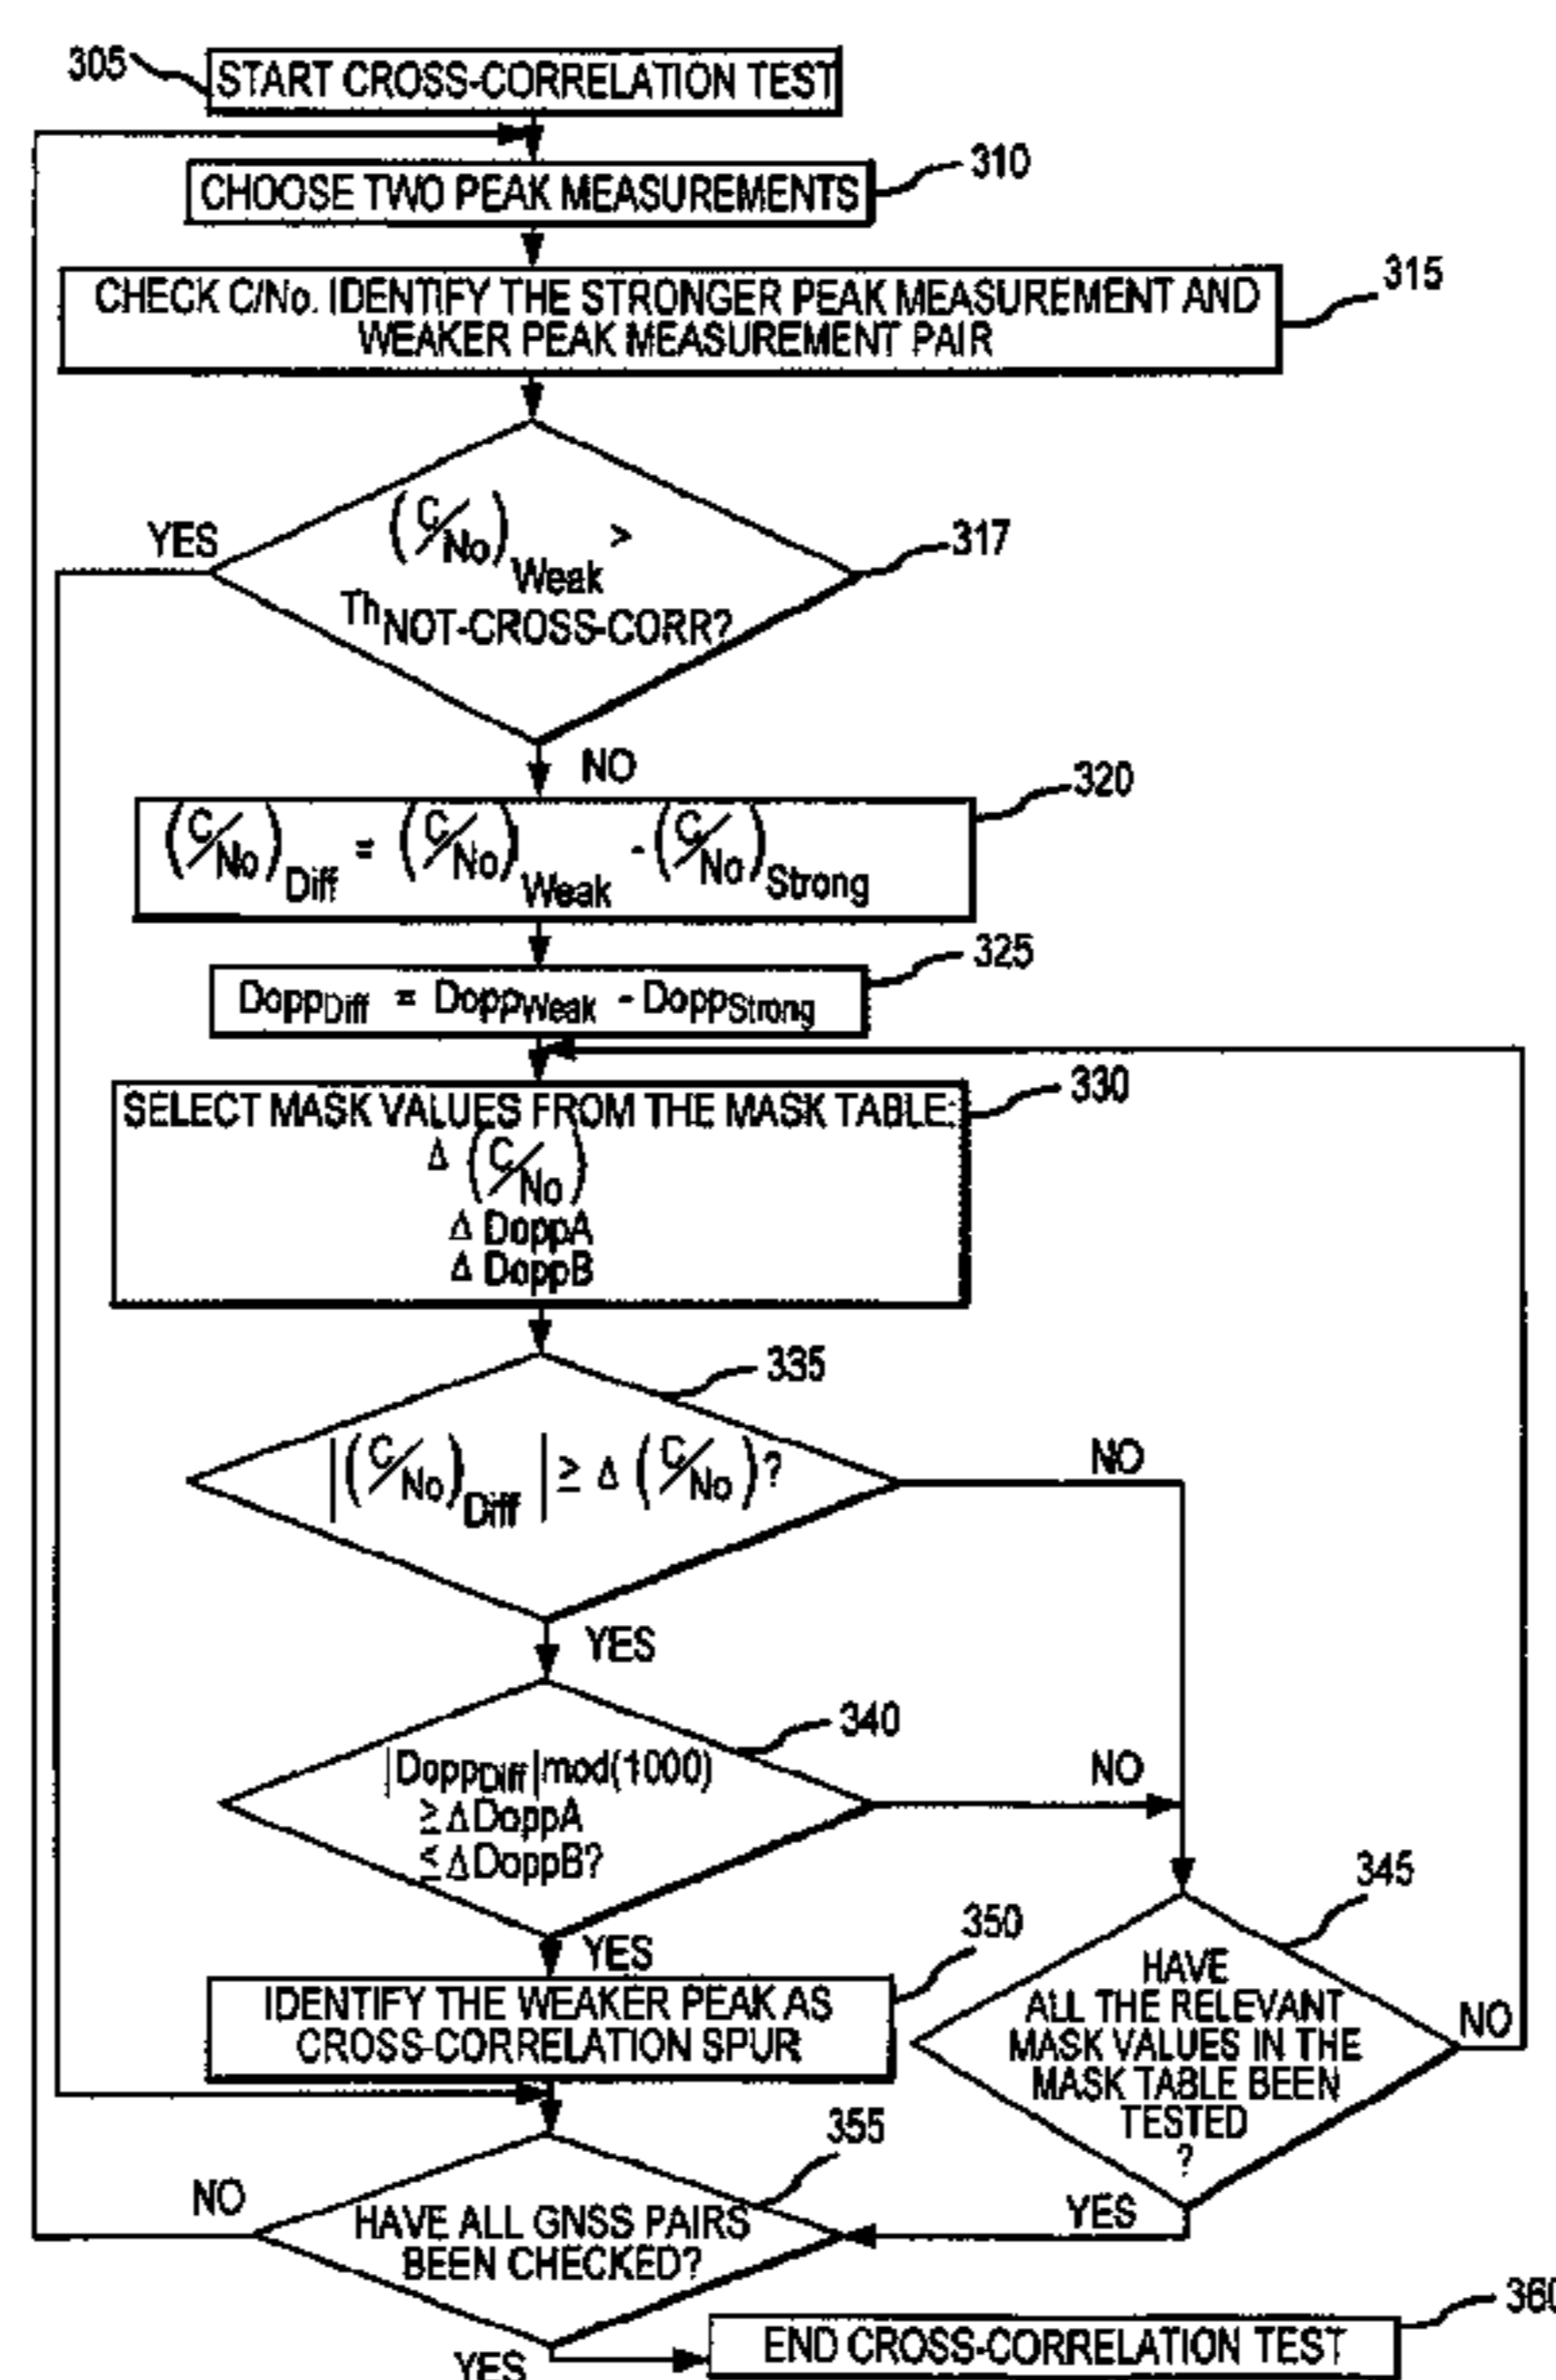 305
START CROSS-CORRELATION TEST
310
CHOOSE TWO PEAK MEASUREMENTS
315
CHECK C/No. IDENTIFY THE STRONGER PEAK MEASUREMENT AND
WEAKER PEAK MEASUREMENT PAIR
317
YES
(C/No)Weak >
ThNOT-CROSS-CORR?
NO
320
(C/No)Diff = (C/No)Weak - (C/No)Strong
325
DoppDiff = DoppWeak - DoppStrong
330
SELECT MASK VALUES FROM THE MASK TABLE:
Δ (C/No)
Δ DoppA
Δ DoppB
335
|(C/No)Diff| ≥ Δ (C/No)?
NO
YES
340
|DoppDiff|mod(1000)
≥ΔDoppA
≤ΔDoppB?
NO
YES
345
HAVE
ALL THE RELEVANT
MASK VALUES IN THE
MASK TABLE BEEN
TESTED
?
NO
YES
350
IDENTIFY THE WEAKER PEAK AS
CROSS-CORRELATION SPUR
355
NO
HAVE ALL GNSS PAIRS
BEEN CHECKED?
YES
360
END CROSS-CORRELATION TEST